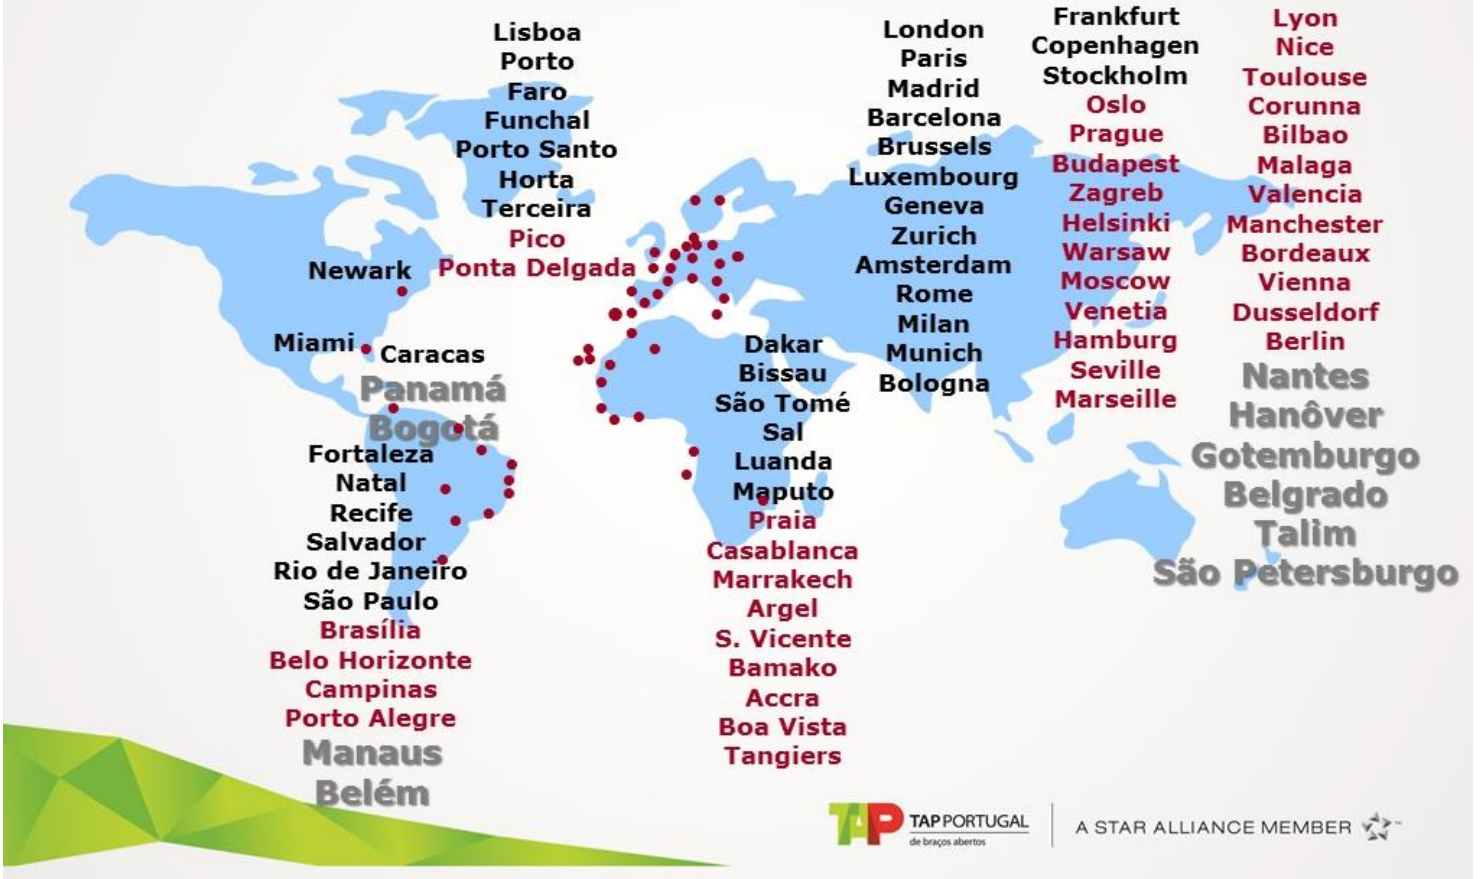 Lisboa
Porto
Faro
Funchal
Porto Santo
Horta
Terceira
Pico
Ponta Delgada
Newark
Miami
Caracas
Panamá
Bogotá
Fortaleza
Natal
Recife
Salvador
Rio de Janeiro
São Paulo
Brasília
Belo Horizonte
Campinas
Porto Alegre
Manaus
Belém
Dakar
Bissau
São Tomé
Sal
Luanda
Maputo
Praia
Casablanca
Marrakech
Argel
S. Vicente
Bamako
Accra
Boa Vista
Tangiers
London
Paris
Madrid
Barcelona
Brussels
Luxembourg
Geneva
Zurich
Amsterdam
Rome
Milan
Munich
Bologna
Frankfurt
Copenhagen
Stockholm
Oslo
Prague
Budapest
Zagreb
Helsinki
Warsaw
Moscow
Venetia
Hamburg
Seville
Marseille
Lyon
Nice
Toulouse
Corunna
Bilbao
Malaga
Valencia
Manchester
Bordeaux
Vienna
Dusseldorf
Berlin
Nantes
Hanôver
Gotemburgo
Belgrado
Talim
São Petersburgo
TAP TAP PORTUGAL
de braços abertos
A STAR ALLIANCE MEMBER ™